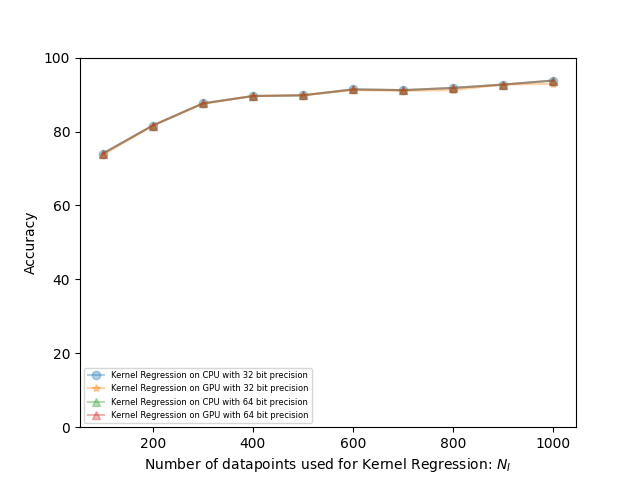 100
80
60
40
20
0
Accuracy
Kernel Regression on CPU with 32 bit precision
Kernel Regression on GPU with 32 bit precision
Kernel Regression on CPU with 64 bit precision
Kernel Regression on GPU with 64 bit precision
200 400 600 800 1000
Number of datapoints used for Kernel Regression: N_l